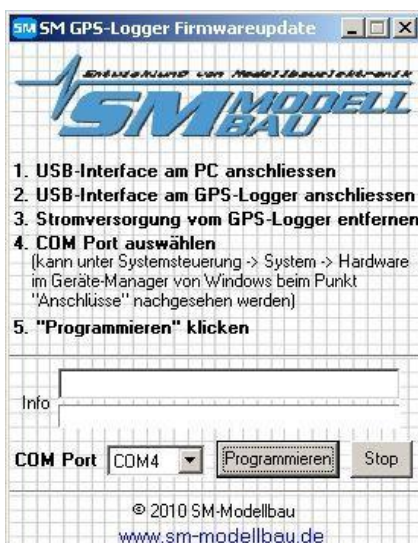 SM SM GPS-Logger Firmwareupdate
Entwicklung von Modellbauelektronik
SM MODELL
BAU
1. USB-Interface am PC anschliessen
2. USB-Interface am GPS-Logger anschliessen
3. Stromversorgung vom GPS-Logger entfernen
4. COM Port auswählen
(kann unter Systemsteuerung -> System -> Hardware
im Geräte-Manager von Windows beim Punkt
"Anschlüsse" nachgesehen werden)
5. "Programmieren" klicken
Info
COM Port COM4 Programmieren Stop
© 2010 SM-Modellbau
www.sm-modellbau.de